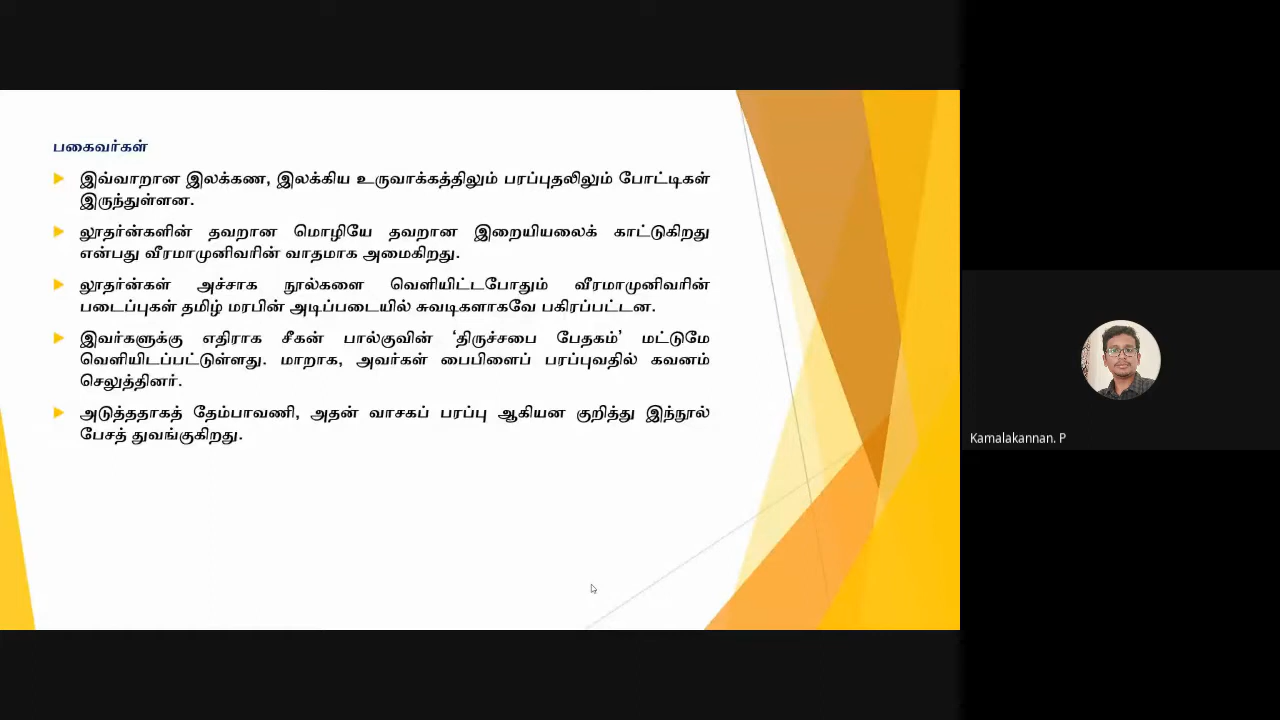 பகைவர்கள்
இவ்வாறான இலக்கண, இலக்கிய உருவாக்கத்திலும் பரப்புதலிலும் போட்டிகள்
இருந்துள்ளன.
லூதர்ன்களின் தவறான மொழியே தவறான இறையியலைக் காட்டுகிறது
என்பது வீரமாமுனிவரின் வாதமாக அமைகிறது.
லூதர்ன்கள் அச்சாக நூல்களை வெளியிட்டபோதும் வீரமாமுனிவரின்
படைப்புகள் தமிழ் மரபின் அடிப்படையில் சுவடிகளாகவே பகிரப்பட்டன.
இவர்களுக்கு எதிராக சீகன் பால்குவின் ‘திருச்சபை பேதகம்’ மட்டுமே
வெளியிடப்பட்டுள்ளது. மாறாக, அவர்கள் பைபிளைப் பரப்புவதில் கவனம்
செலுத்தினர்.
அடுத்ததாகத் தேம்பாவணி, அதன் வாசகப் பரப்பு ஆகியன குறித்து இந்நூல்
பேசத் துவங்குகிறது.
Kamalakannan. P